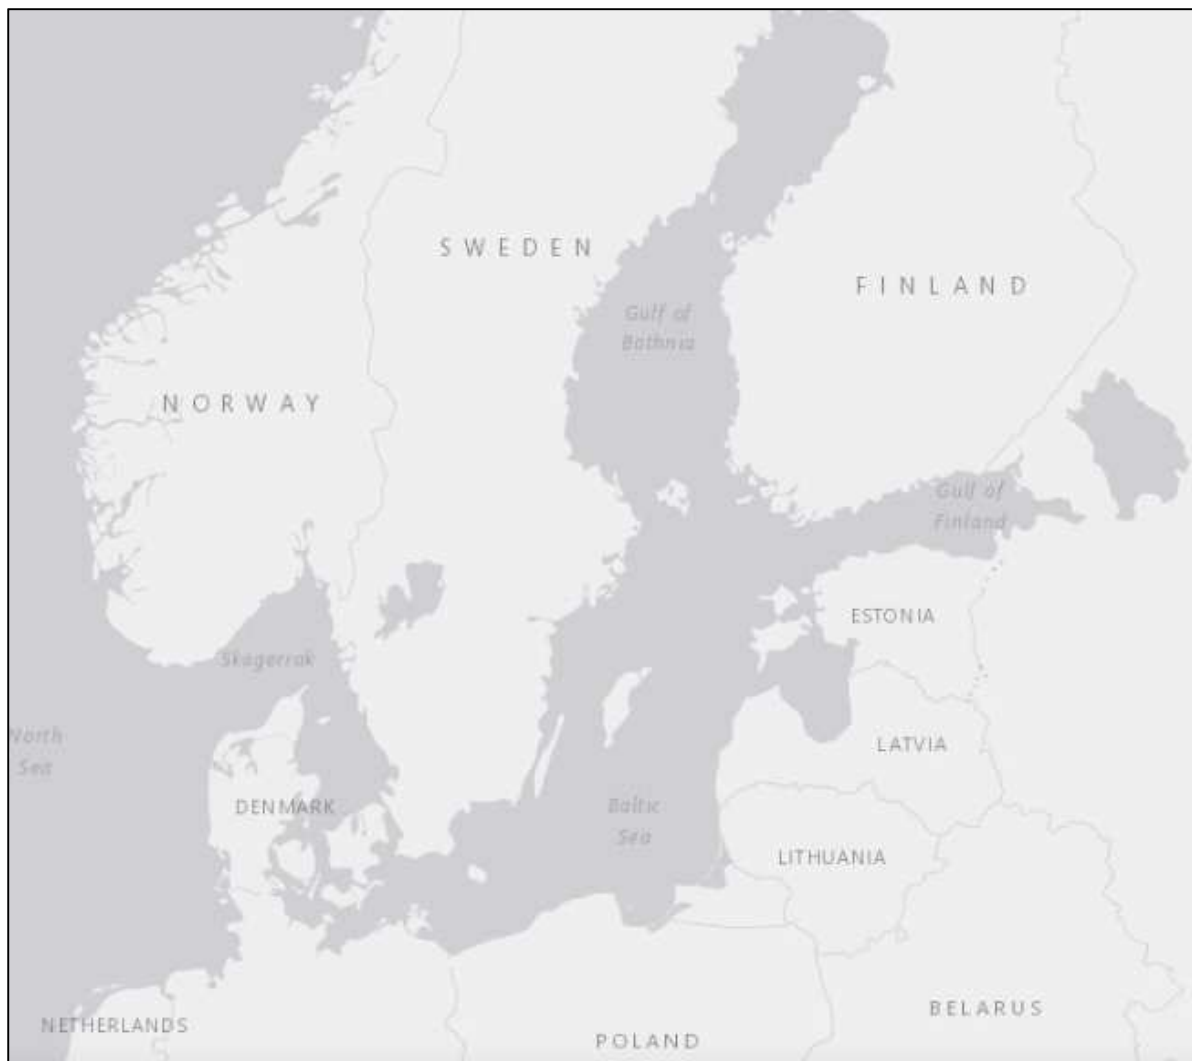 SWEDEN
FINLAND
Gulf of
Bothnia
NORWAY
Gulf of
Finland
ESTONIA
Skagerrak
North
Sea
LATVIA
DENMARK
Baltic
Sea
LITHUANIA
BELARUS
NETHERLANDS
POLAND